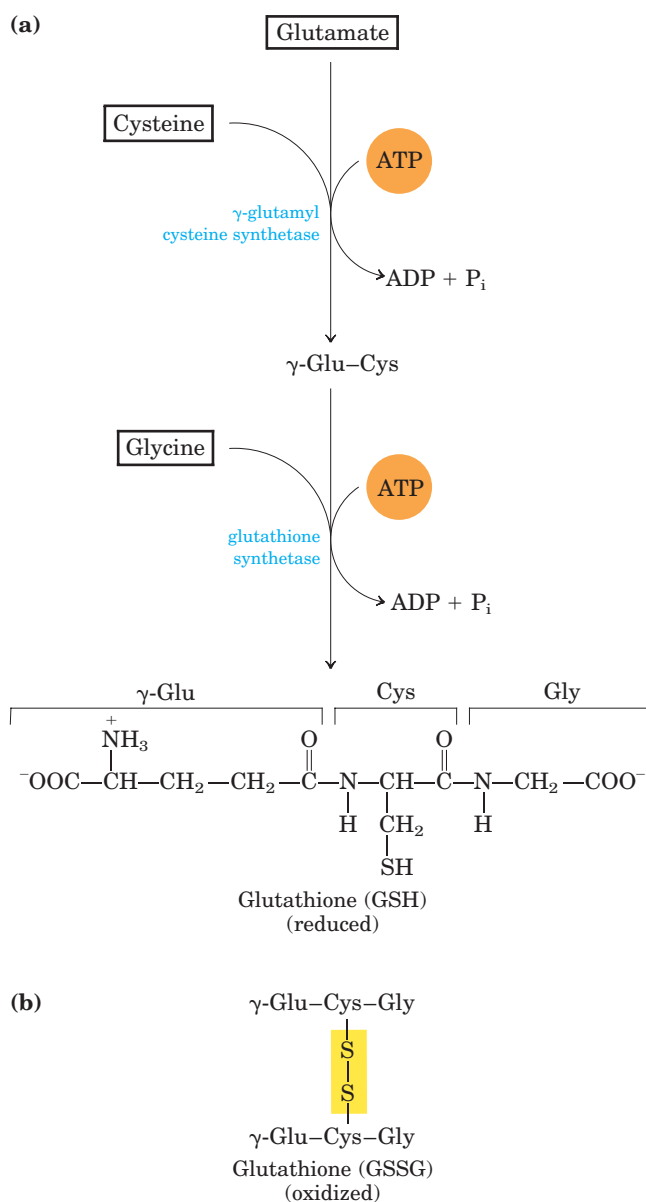 (a)
Glutamate
Cysteine
ATP
γ-glutamyl
cysteine synthetase
ADP + Pi
γ-Glu–Cys
Glycine
ATP
glutathione
synthetase
ADP + Pi
γ-Glu Cys Gly
+
NH3 O O
−OOC—CH—CH2—CH2—C—N—CH—C—N—CH2—COO−
H CH2 H
SH
Glutathione (GSH)
(reduced)
(b)
γ-Glu–Cys–Gly
S
S
γ-Glu–Cys–Gly
Glutathione (GSSG)
(oxidized)